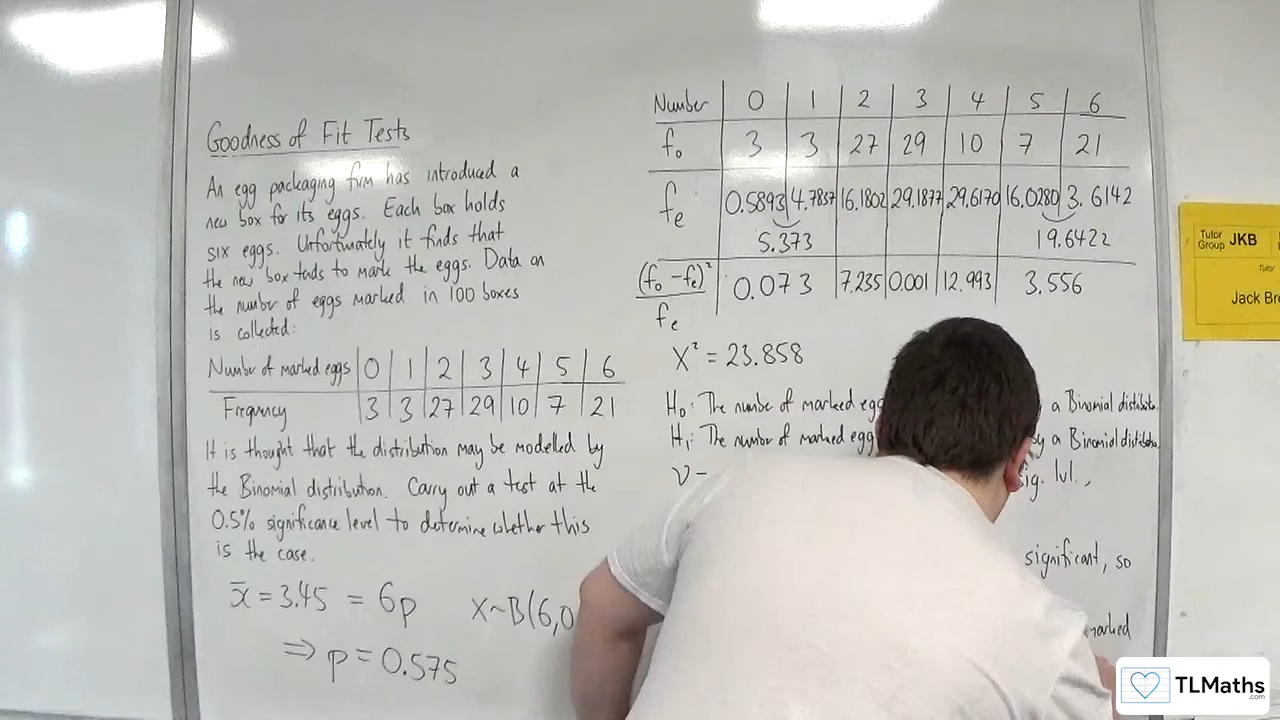 Goodness of Fit Tests
An egg packaging firm has introduced a
new box for its eggs. Each box holds
six eggs. Unfortunately it finds that
the new box tends to mark the eggs. Data on
the number of eggs marked in 100 boxes
is collected:
Number of marked eggs 0 1 2 3 4 5 6
Frequency 3 3 27 29 10 7 21
It is thought that the distribution may be modelled by
the Binomial distribution. Carry out a test at the
0.5% significance level to determine whether this
is the case.
x̄ = 3.45 = 6p X~B(6,0
⇒ p = 0.575
Number 0 1 2 3 4 5 6
fo 3 3 27 29 10 7 21
fe 0.5893 4.7837 16.1802 29.1877 29.6170 16.0280 3.6142
5.373 19.6422
(fo - fe)²/fe 0.073 7.235 0.001 12.993 3.556
X² = 23.858
H₀: The number of marked egg a Binomial distribution.
H₁: The number of marked egg by a Binomial distribution.
ν = sig. lvl.,
significant, so
marked
Tutor Group JKB
Tutor
Jack Bro
TLMaths
.com